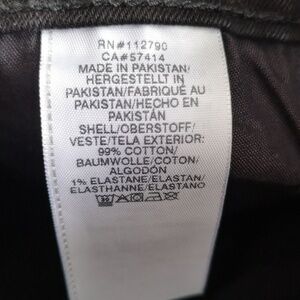 RN#112790
CA#57414
MADE IN PAKISTAN/
HERGESTELLT IN
PAKISTAN/FABRIQUÉ AU
PAKISTAN/HECHO EN
PAKISTÁN
SHELL/OBERSTOFF/
VESTE/TELA EXTERIOR:
99% COTTON/
BAUMWOLLE/COTON/
ALGODÓN
1% ELASTANE/ELASTAN/
ELASTHANNE/ELASTANO